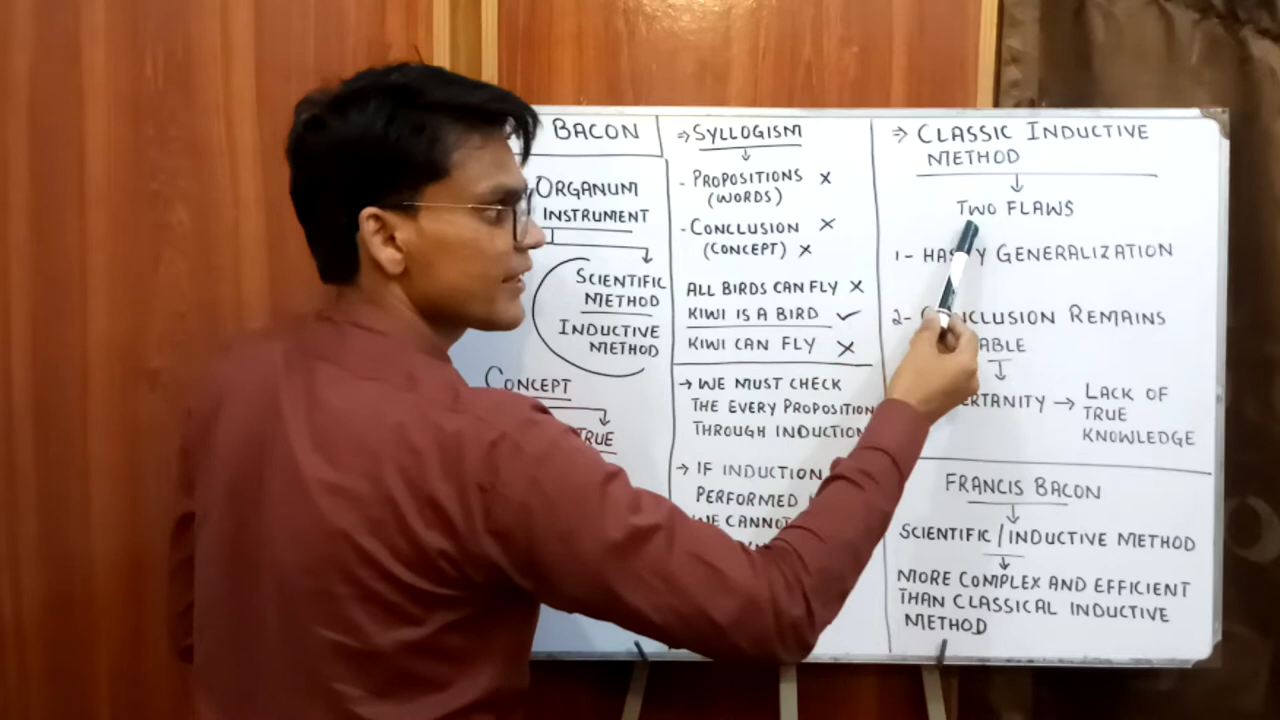 BACON
ORGANUM
INSTRUMENT
SCIENTIFIC
METHOD
INDUCTIVE
METHOD
CONCEPT
TRUE
⇒ SYLLOGISM
↓
- PROPOSITIONS ×
(WORDS)
- CONCLUSION ×
(CONCEPT) ×
ALL BIRDS CAN FLY ×
KIWI IS A BIRD ✓
KIWI CAN FLY ×
→ WE MUST CHECK
THE EVERY PROPOSITION
THROUGH INDUCTION
→ IF INDUCTION
PERFORMED
WE CANNOT
⇒ CLASSIC INDUCTIVE
METHOD
↓
TWO FLAWS
1- GENERALIZATION
2- REMAINS
↓
→ LACK OF
TRUE
KNOWLEDGE
FRANCIS BACON
↓
SCIENTIFIC / INDUCTIVE METHOD
↓
MORE COMPLEX AND EFFICIENT
THAN CLASSICAL INDUCTIVE
METHOD